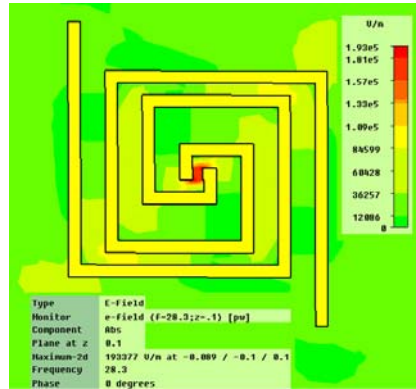 V/m
1.93e5
1.81e5
1.57e5
1.33e5
1.09e5
84599
60428
36257
12086
0
Type E-Field
Monitor e-field (f=28.3;z=.1) [pw]
Component Abs
Plane at z 0.1
Maximum-2d 193377 V/m at -0.089 / -0.1 / 0.1
Frequency 28.3
Phase 0 degrees